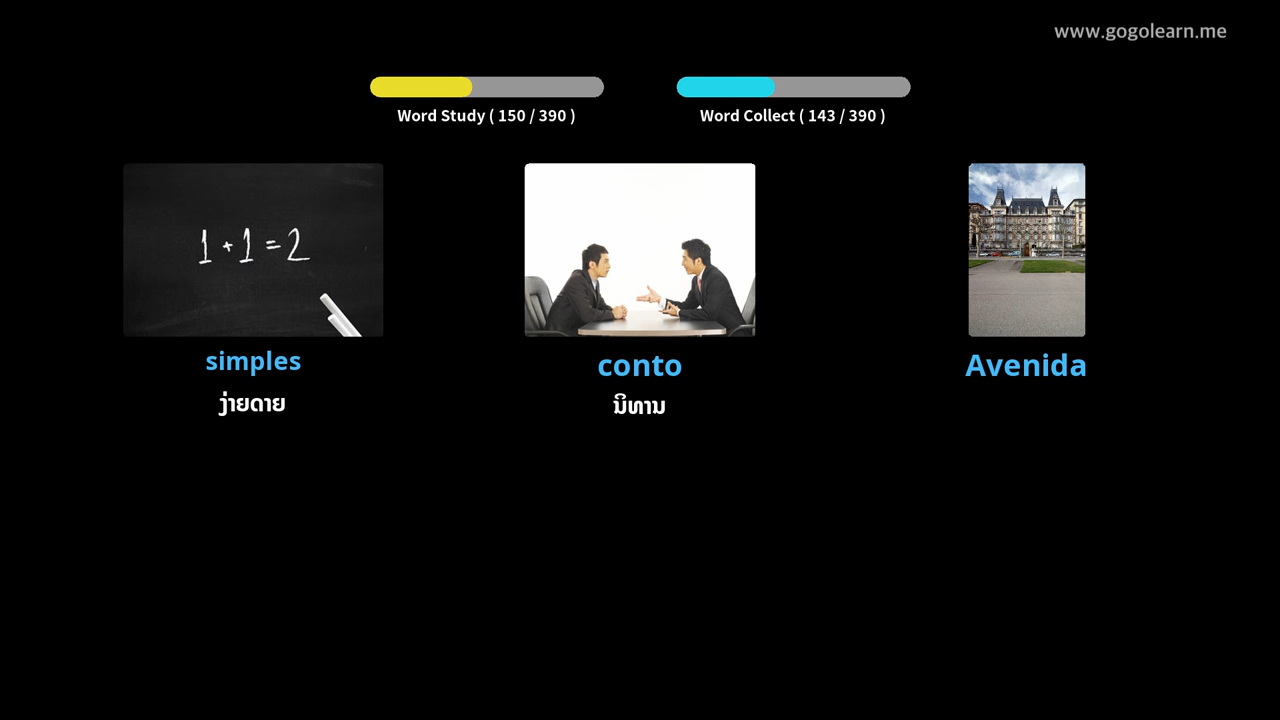 www.gogolearn.me
Word Study ( 150 / 390 )
Word Collect ( 143 / 390 )
1 + 1 = 2
simples
conto
Avenida
ງ່າຍດາຍ
ນິທານ